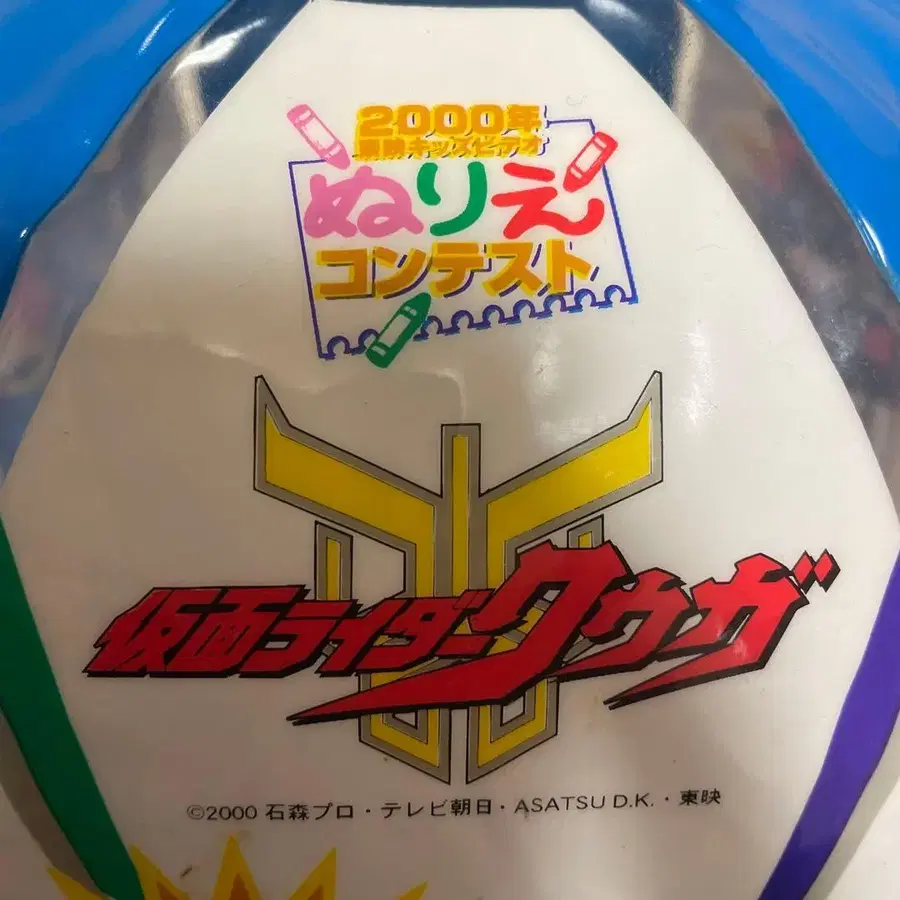 2000年
東映キッズビデオ
ぬりえ
コンテスト
仮面ライダークウガ
©2000 石森プロ・テレビ朝日・ASATSU D.K.・東映